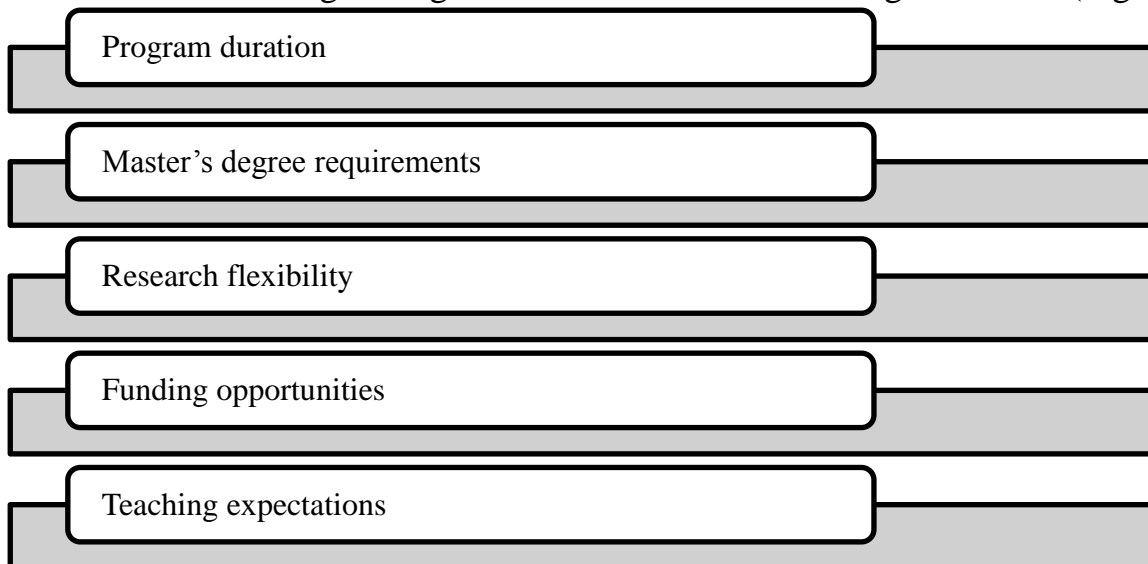 Program duration
Master’s degree requirements
Research flexibility
Funding opportunities
Teaching expectations